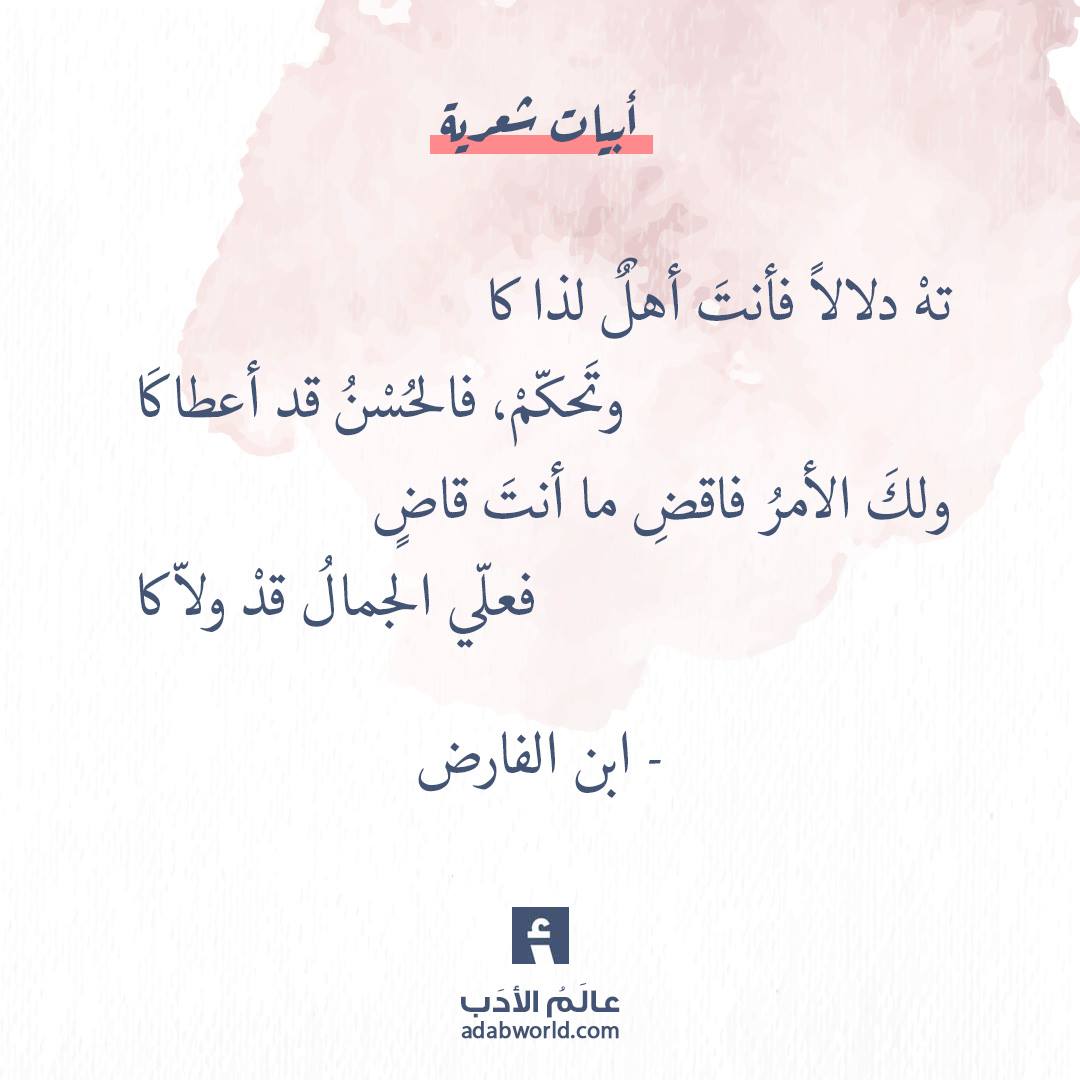 أبيات شعرية
تهْ دلالاً فأنتَ أهلٌ لذا كا
وتَحكّمْ، فالحُسْنُ قد أعطاكَا
ولكَ الأمرُ فاقضِ ما أنتَ قاضٍ
فعلّي الجمالُ قدْ ولاّكا
- ابن الفارض
أ
عالَمُ الأدَب
adabworld.com